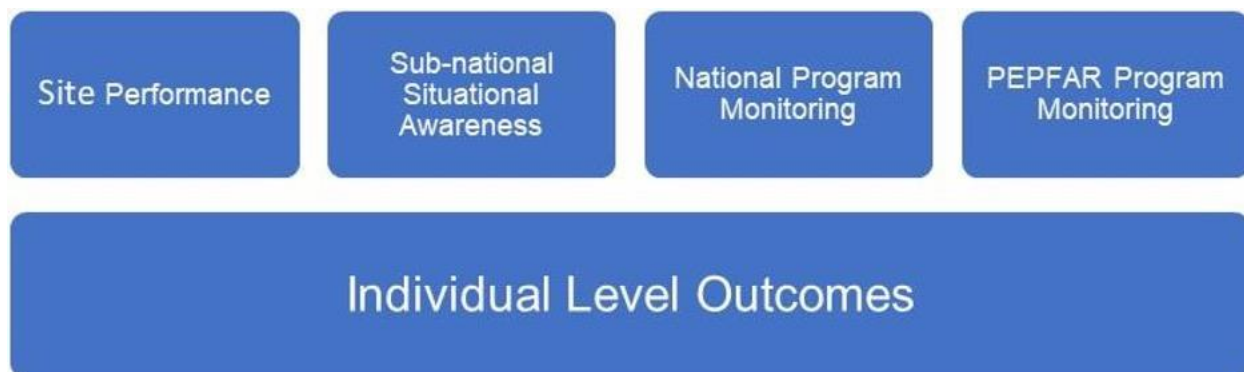 Site Performance
Sub-national
Situational
Awareness
National Program
Monitoring
PEPFAR Program
Monitoring
Individual Level Outcomes